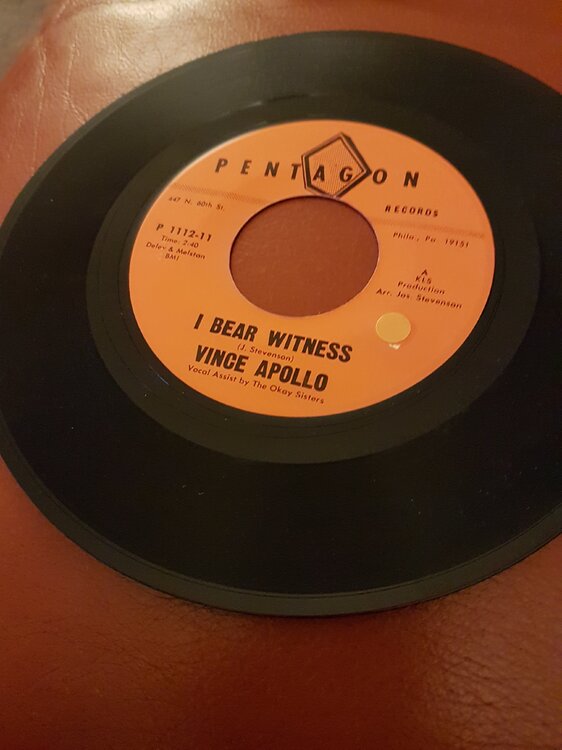 PENTAGON
RECORDS
447 N. 60th St.
Phila., Pa. 19151
P 1112-11
Time: 2:40
Delev & Melston
BMI
A
KLS
Production
Arr. Jos. Stevenson
I BEAR WITNESS
(J. Stevenson)
VINCE APOLLO
Vocal Assist by The Okay Sisters